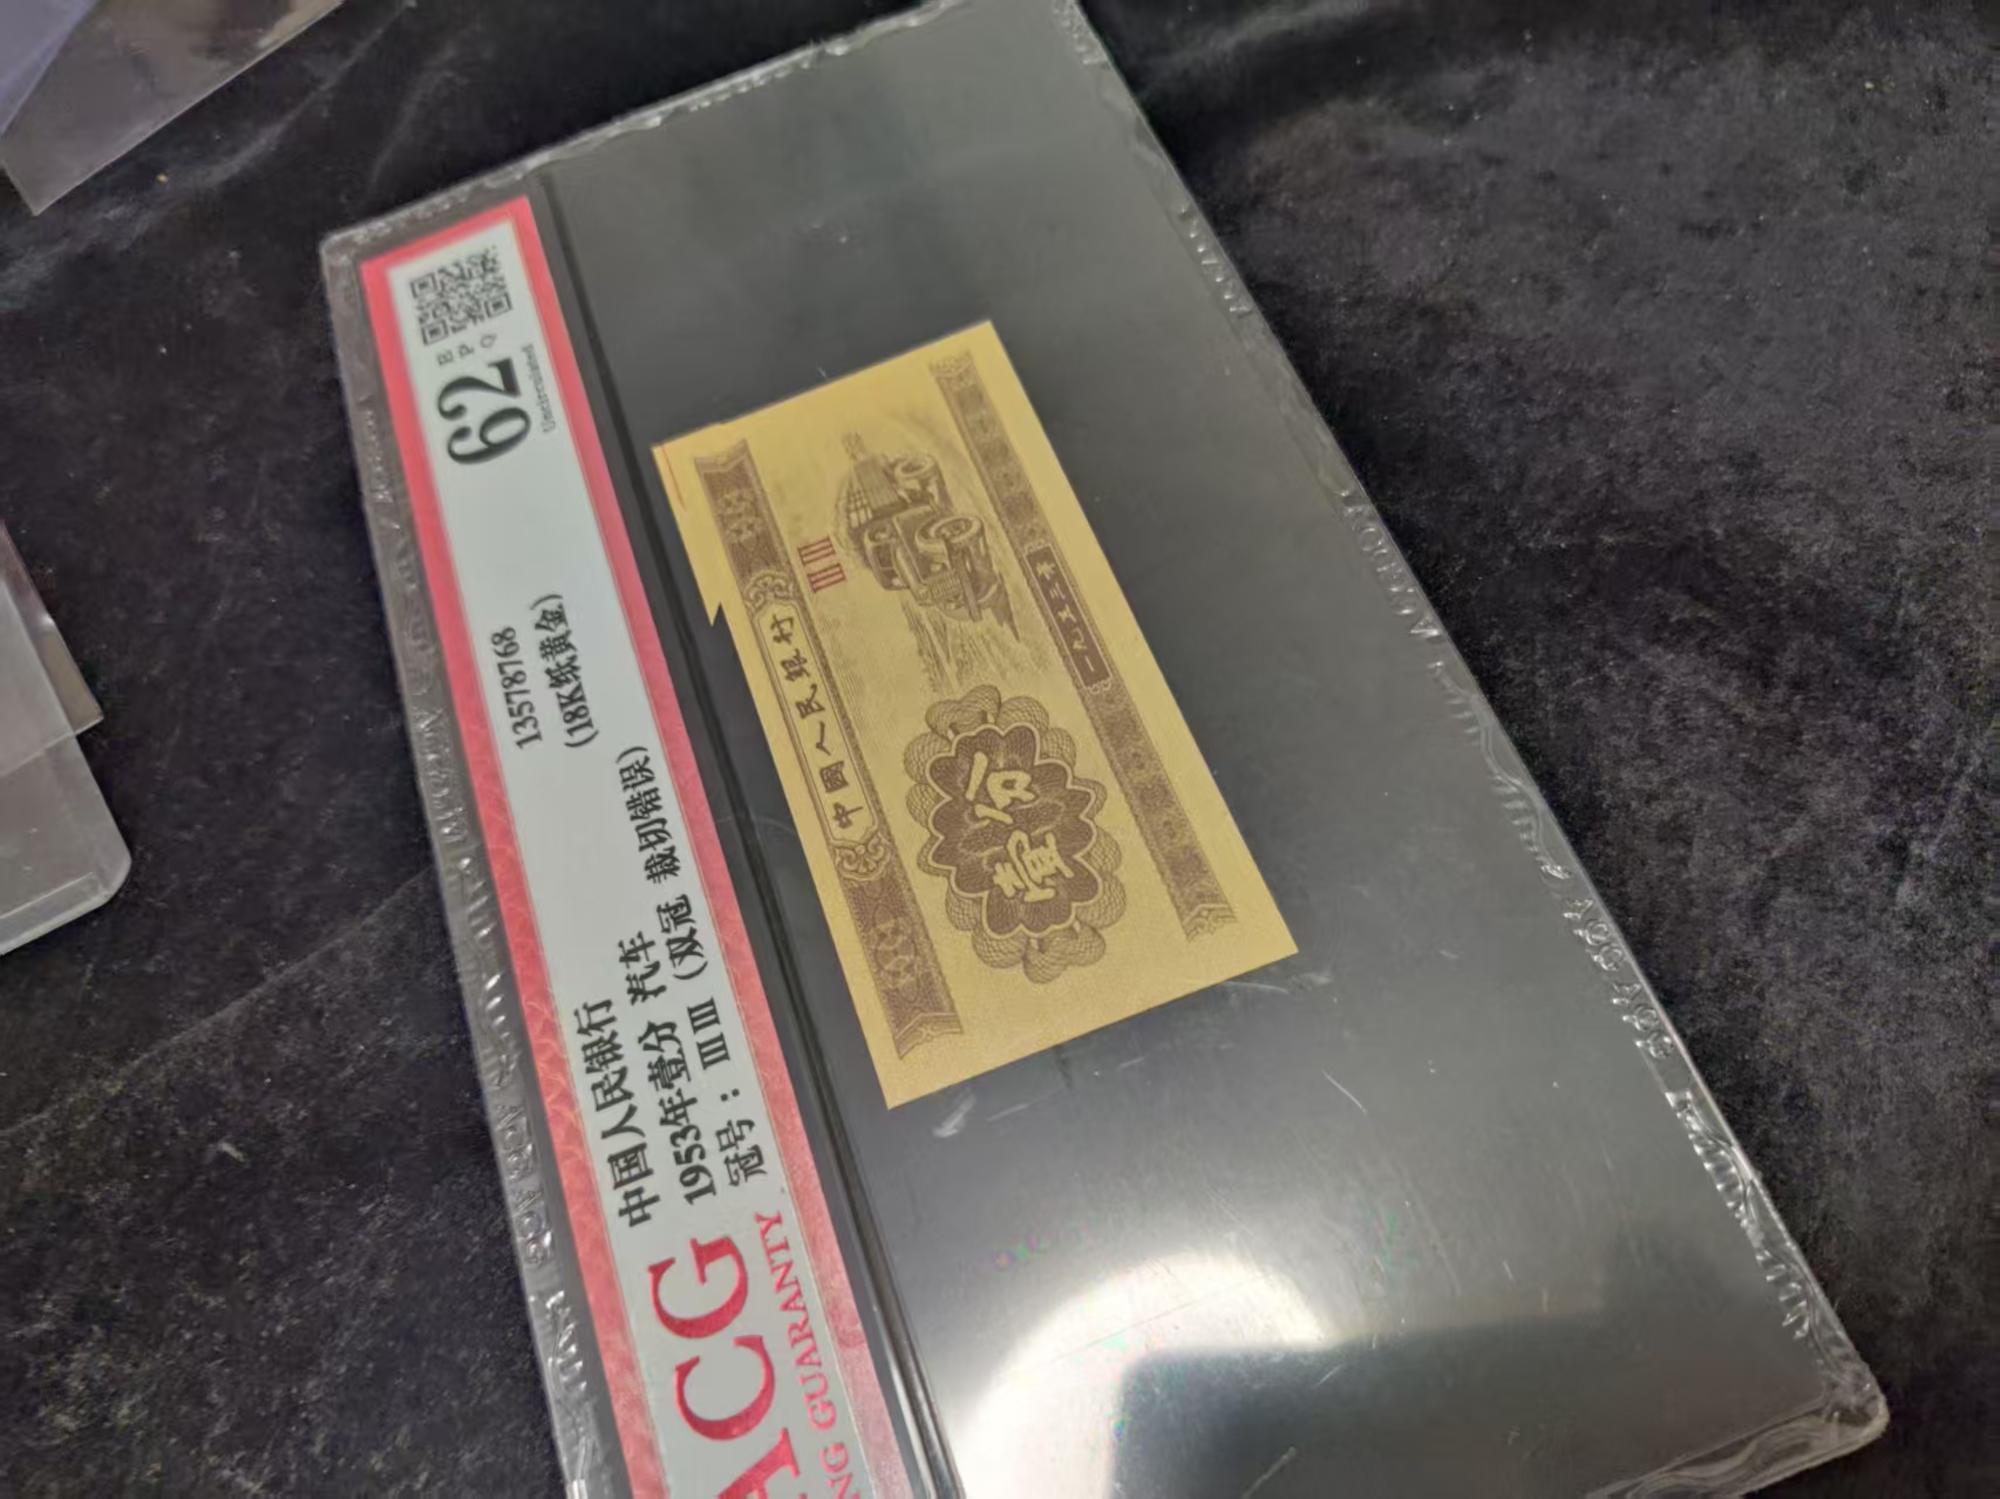 ACG
NG GUARANTY
中国人民银行
1953年壹分 汽车
冠号：ⅢⅢ (双冠 裁切错误)
13578768
(18K纸黄金)
62
EPQ
Uncirculated
中國人民銀行
ⅢⅢ
壹分
一九五三年